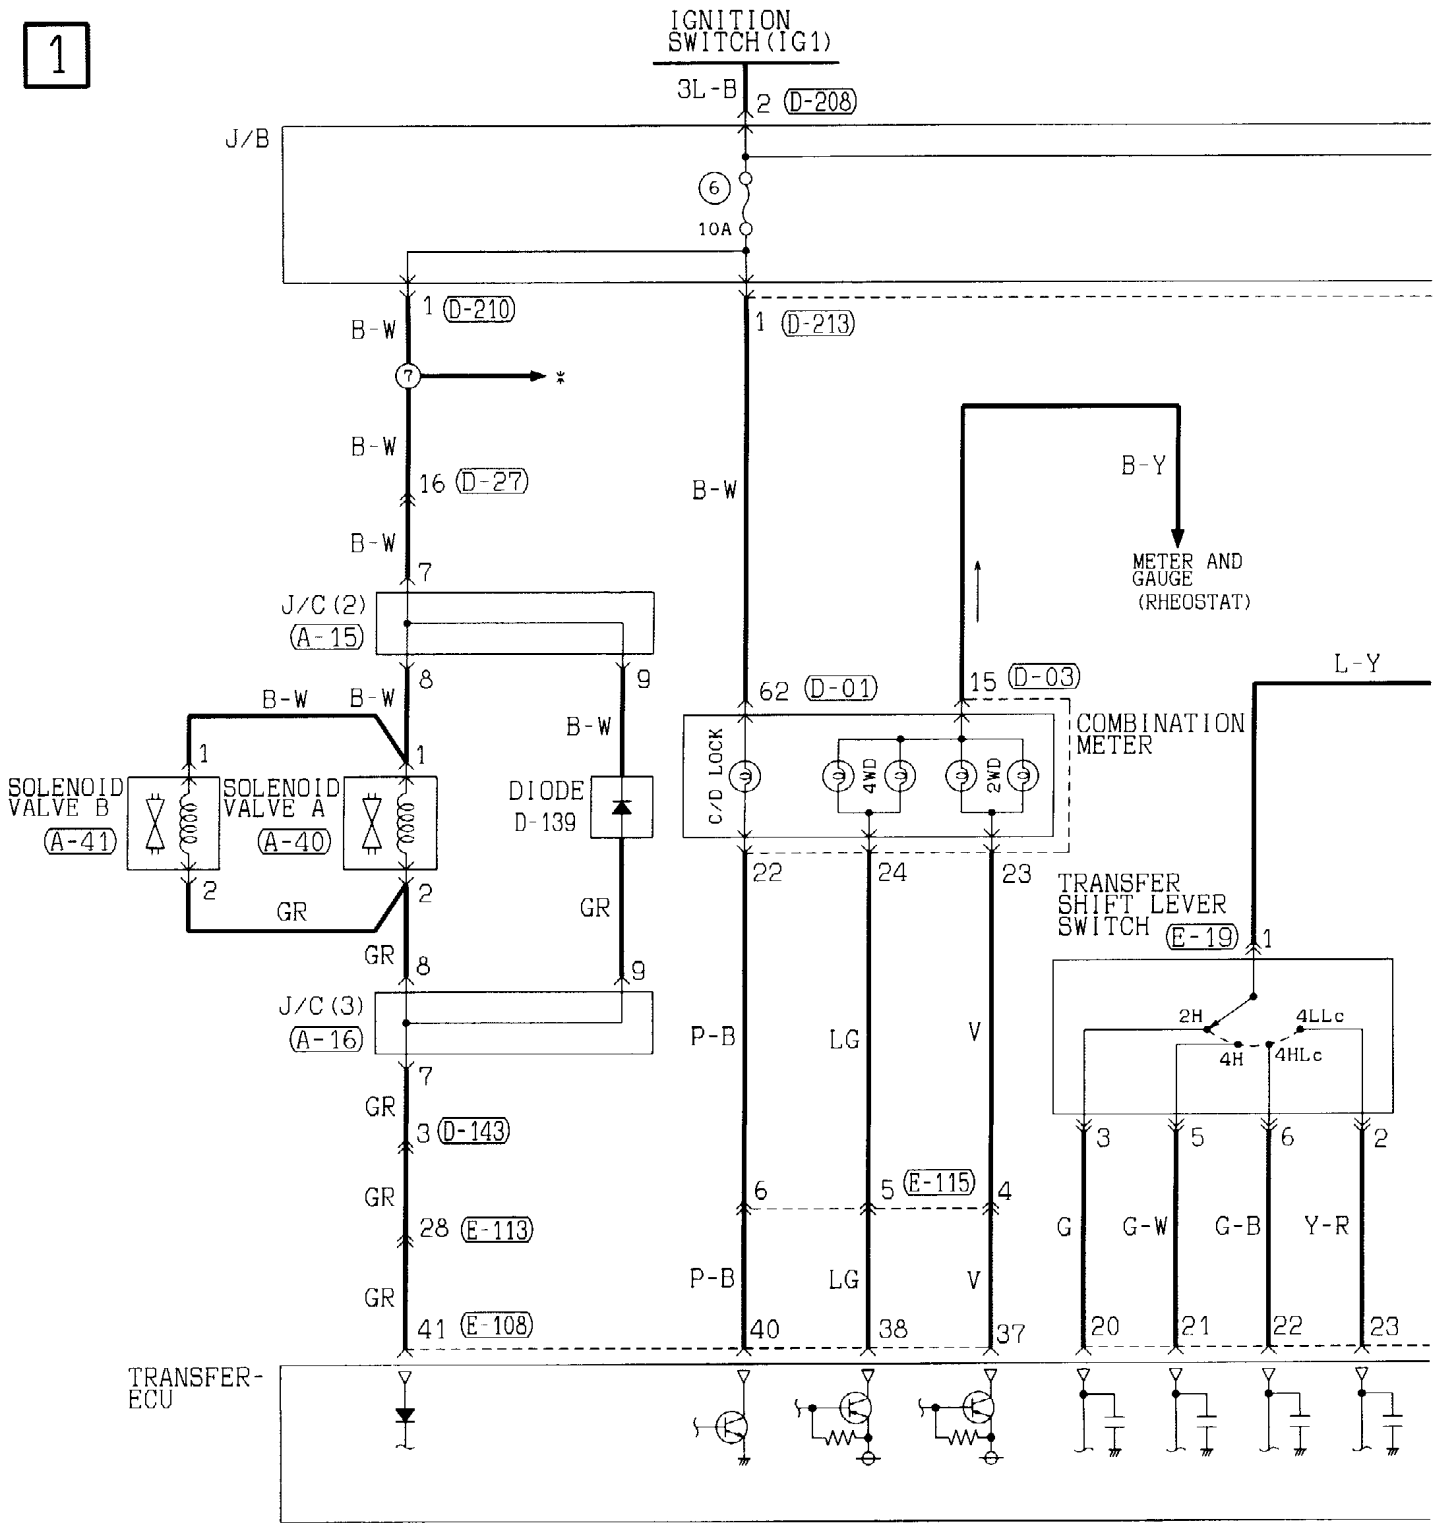 1
IGNITION
SWITCH(IG1)
3L-B
2 D-208
J/B
6
10A
1 D-210
1 D-213
B-W
7
*
B-W
16 D-27
B-W
B-Y
B-W
7
METER AND
GAUGE
(RHEOSTAT)
J/C(2)
A-15
8
9
62 D-01
15 D-03
L-Y
B-W
B-W
B-W
1
1
COMBINATION
METER
C/D LOCK
4WD
2WD
SOLENOID
VALVE B
A-41
SOLENOID
VALVE A
A-40
DIODE
D-139
2
2
22
24
23
GR
GR
TRANSFER
SHIFT LEVER
SWITCH
E-19
1
GR
8
9
J/C(3)
A-16
P-B
LG
V
2H
4H
4HLc
4LLc
7
GR
3 D-143
3
5
6
2
GR
6
5 E-115
4
28 E-113
G
G-W
G-B
Y-R
GR
P-B
LG
V
41 E-108
40
38
37
20
21
22
23
TRANSFER-
ECU